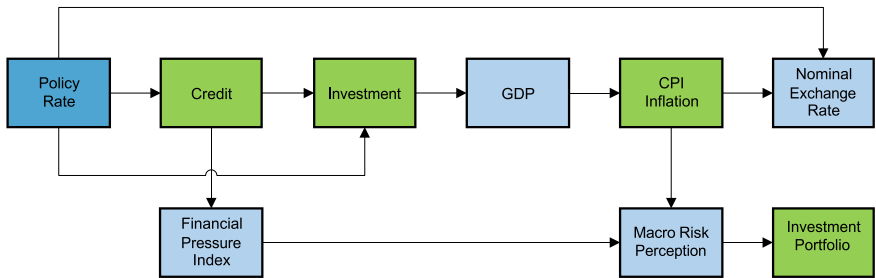 Policy
Rate
Credit
Investment
GDP
CPI
Inflation
Nominal
Exchange
Rate
Financial
Pressure
Index
Macro Risk
Perception
Investment
Portfolio